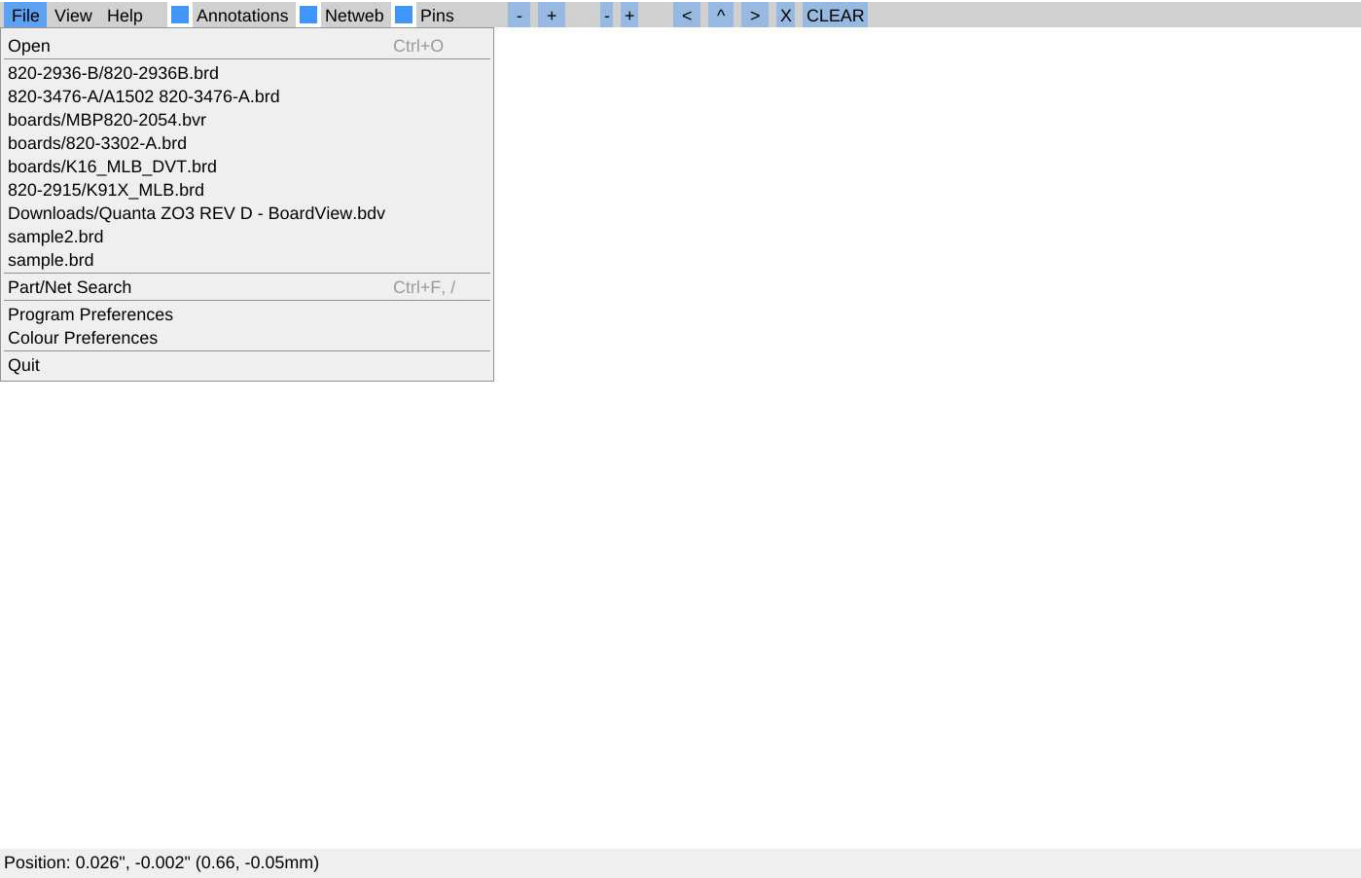 File View Help Annotations Netweb Pins - + - + < ^ > X CLEAR
Open Ctrl+O
820-2936-B/820-2936B.brd
820-3476-A/A1502 820-3476-A.brd
boards/MBP820-2054.bvr
boards/820-3302-A.brd
boards/K16_MLB_DVT.brd
820-2915/K91X_MLB.brd
Downloads/Quanta ZO3 REV D - BoardView.bdv
sample2.brd
sample.brd
Part/Net Search Ctrl+F, /
Program Preferences
Colour Preferences
Quit
Position: 0.026", -0.002" (0.66, -0.05mm)